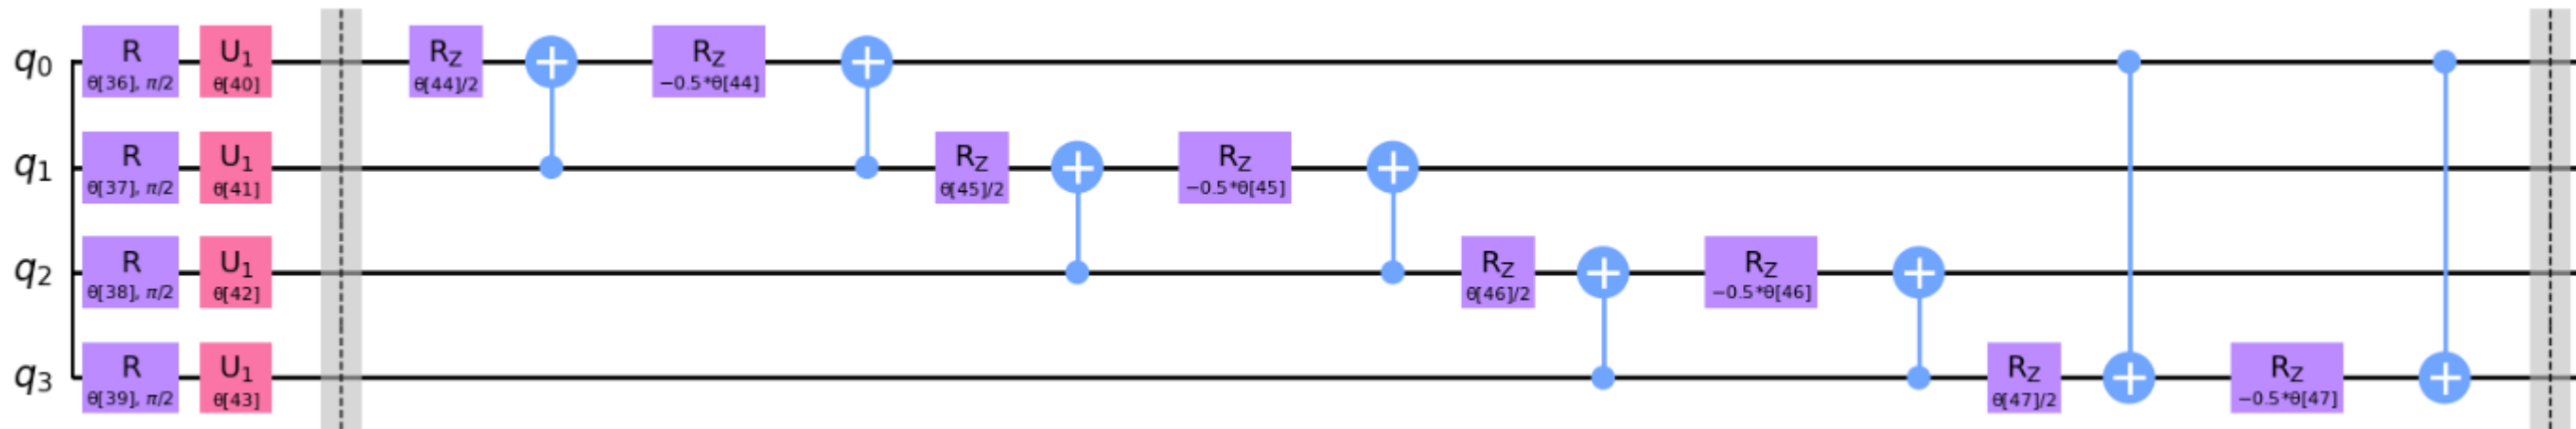 q0
R
θ[36], π/2
U1
θ[40]
RZ
θ[44]/2
RZ
−0.5*θ[44]
q1
R
θ[37], π/2
U1
θ[41]
RZ
θ[45]/2
RZ
−0.5*θ[45]
q2
R
θ[38], π/2
U1
θ[42]
RZ
θ[46]/2
RZ
−0.5*θ[46]
q3
R
θ[39], π/2
U1
θ[43]
RZ
θ[47]/2
RZ
−0.5*θ[47]